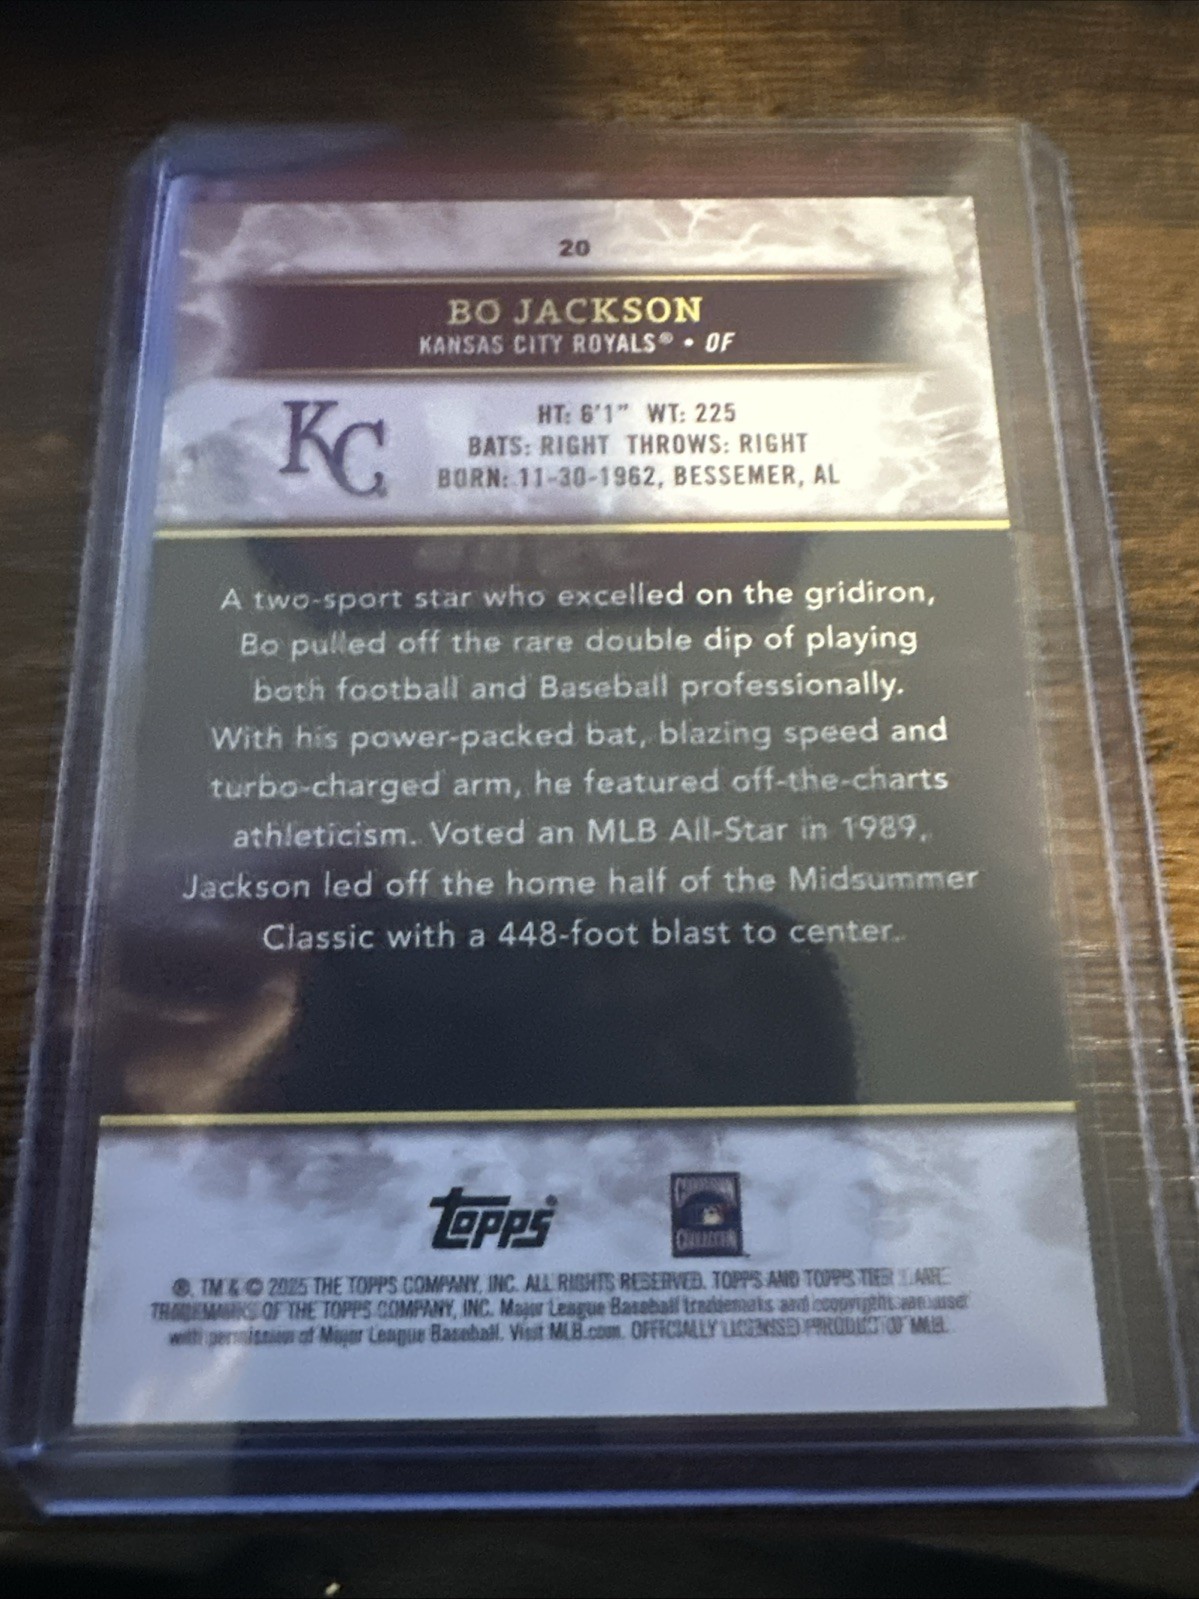 20
BO JACKSON
KANSAS CITY ROYALS® • OF
KC
HT: 6'1" WT: 225
BATS: RIGHT THROWS: RIGHT
BORN: 11-30-1962, BESSEMER, AL
A two-sport star who excelled on the gridiron,
Bo pulled off the rare double dip of playing
both football and Baseball professionally.
With his power-packed bat, blazing speed and
turbo-charged arm, he featured off-the-charts
athleticism. Voted an MLB All-Star in 1989,
Jackson led off the home half of the Midsummer
Classic with a 448-foot blast to center.
topps®
®, TM & © 2025 THE TOPPS COMPANY, INC. ALL RIGHTS RESERVED. TOPPS AND TOPPS TIER 1 ARE
TRADEMARKS OF THE TOPPS COMPANY, INC. Major League Baseball trademarks and copyrights are used
with permission of Major League Baseball. Visit MLB.com. OFFICIALLY LICENSED PRODUCT OF MLB.